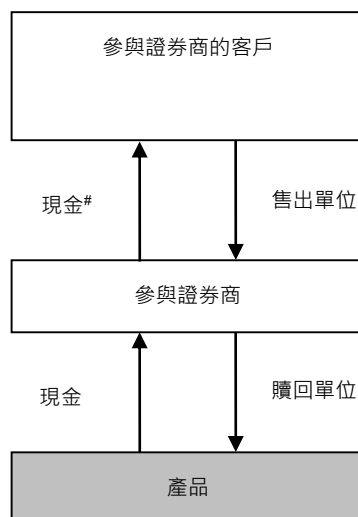 參與證券商的客戶
現金#
售出單位
參與證券商
現金
贖回單位
產品